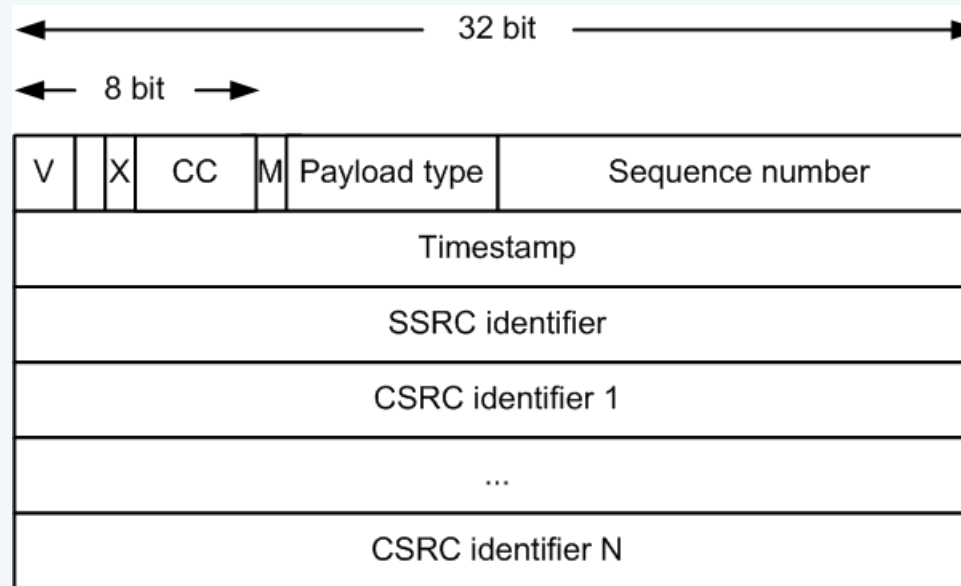 32 bit
8 bit
V X CC M Payload type Sequence number
Timestamp
SSRC identifier
CSRC identifier 1
...
CSRC identifier N